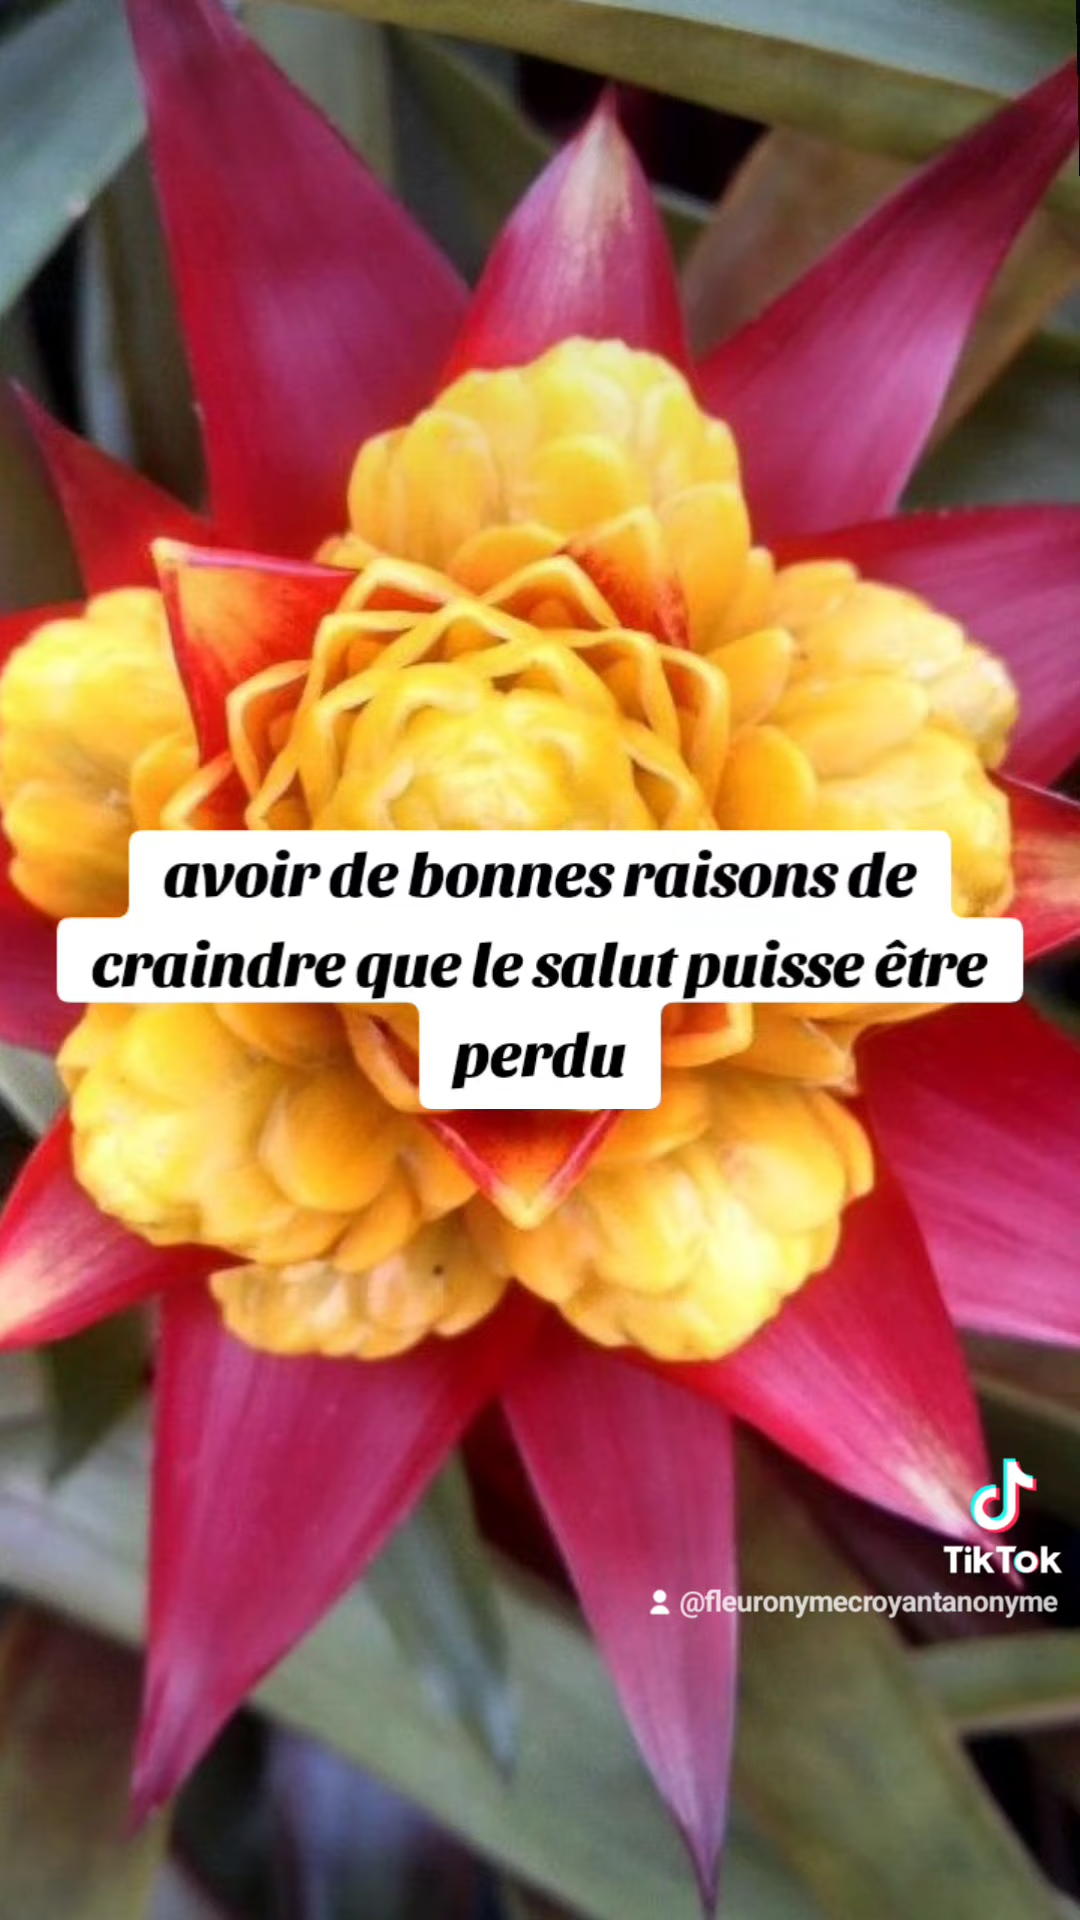 avoir de bonnes raisons de
craindre que le salut puisse être
perdu
TikTok
@fleuronymecroyantanonyme